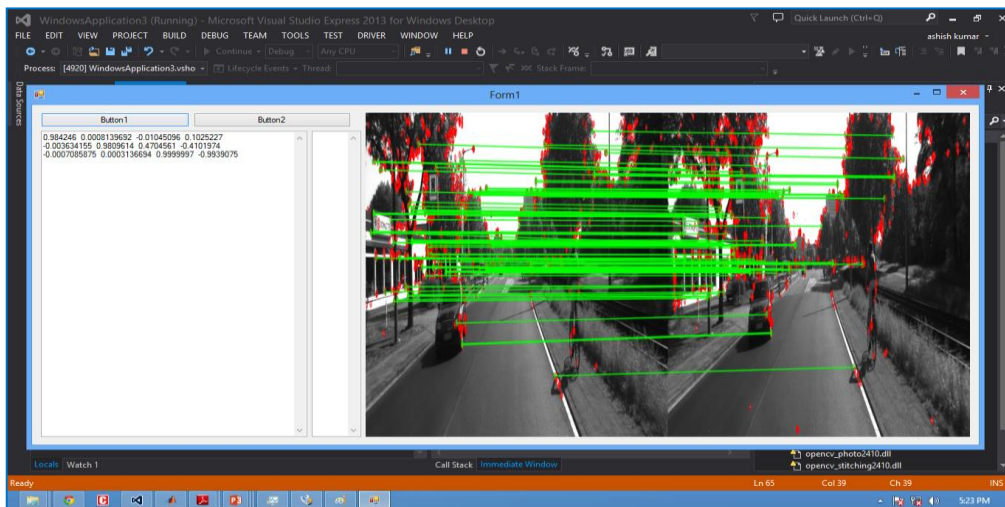 WindowsApplication3 (Running) - Microsoft Visual Studio Express 2013 for Windows Desktop
Quick Launch (Ctrl+Q)
FILE EDIT VIEW PROJECT BUILD DEBUG TEAM TOOLS TEST DRIVER WINDOW HELP
ashish kumar
Continue Debug Any CPU
Process: [4920] WindowsApplication3.vsho Lifecycle Events Thread: Stack Frame:
Data Sources
Form1
Button1 Button2
0.984246 0.0008139692 -0.01045096 0.1025227
-0.003634155 0.9809614 0.4704561 -0.4101974
-0.0007085875 0.0003136694 0.9999997 -0.9939075
opencv_photo2410.dll
Locals Watch 1 Call Stack Immediate Window opencv_stitching2410.dll
Ready Ln 65 Col 39 Ch 39 INS
5:23 PM